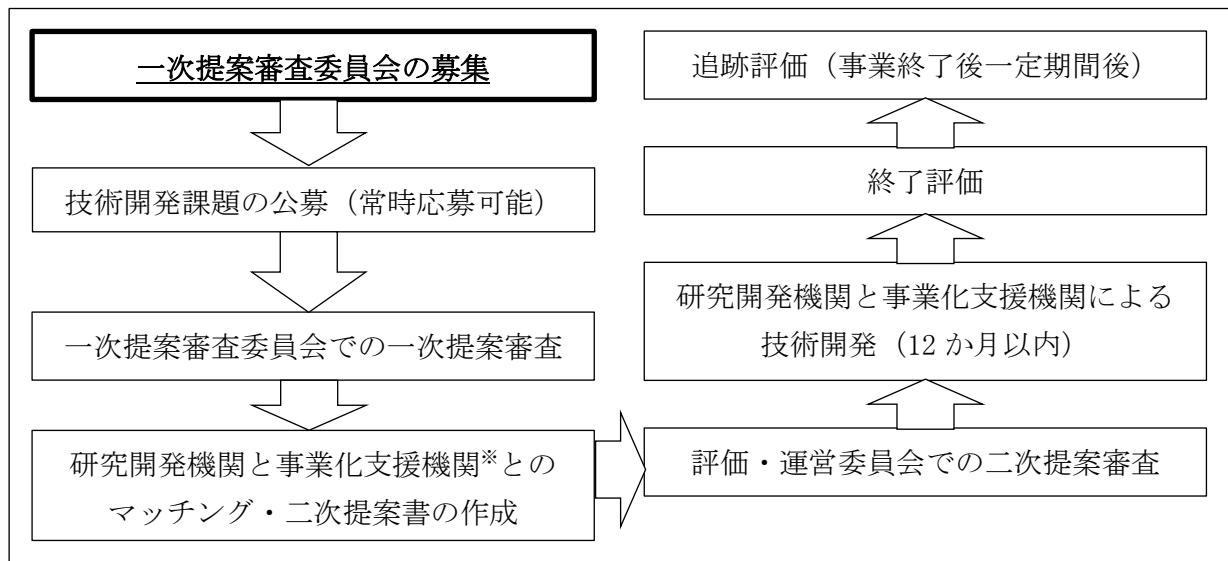 一次提案審査委員会の募集
技術開発課題の公募（常時応募可能）
一次提案審査委員会での一次提案審査
研究開発機関と事業化支援機関※との
マッチング・二次提案書の作成
評価・運営委員会での二次提案審査
研究開発機関と事業化支援機関による
技術開発（12 か月以内）
終了評価
追跡評価（事業終了後一定期間後）